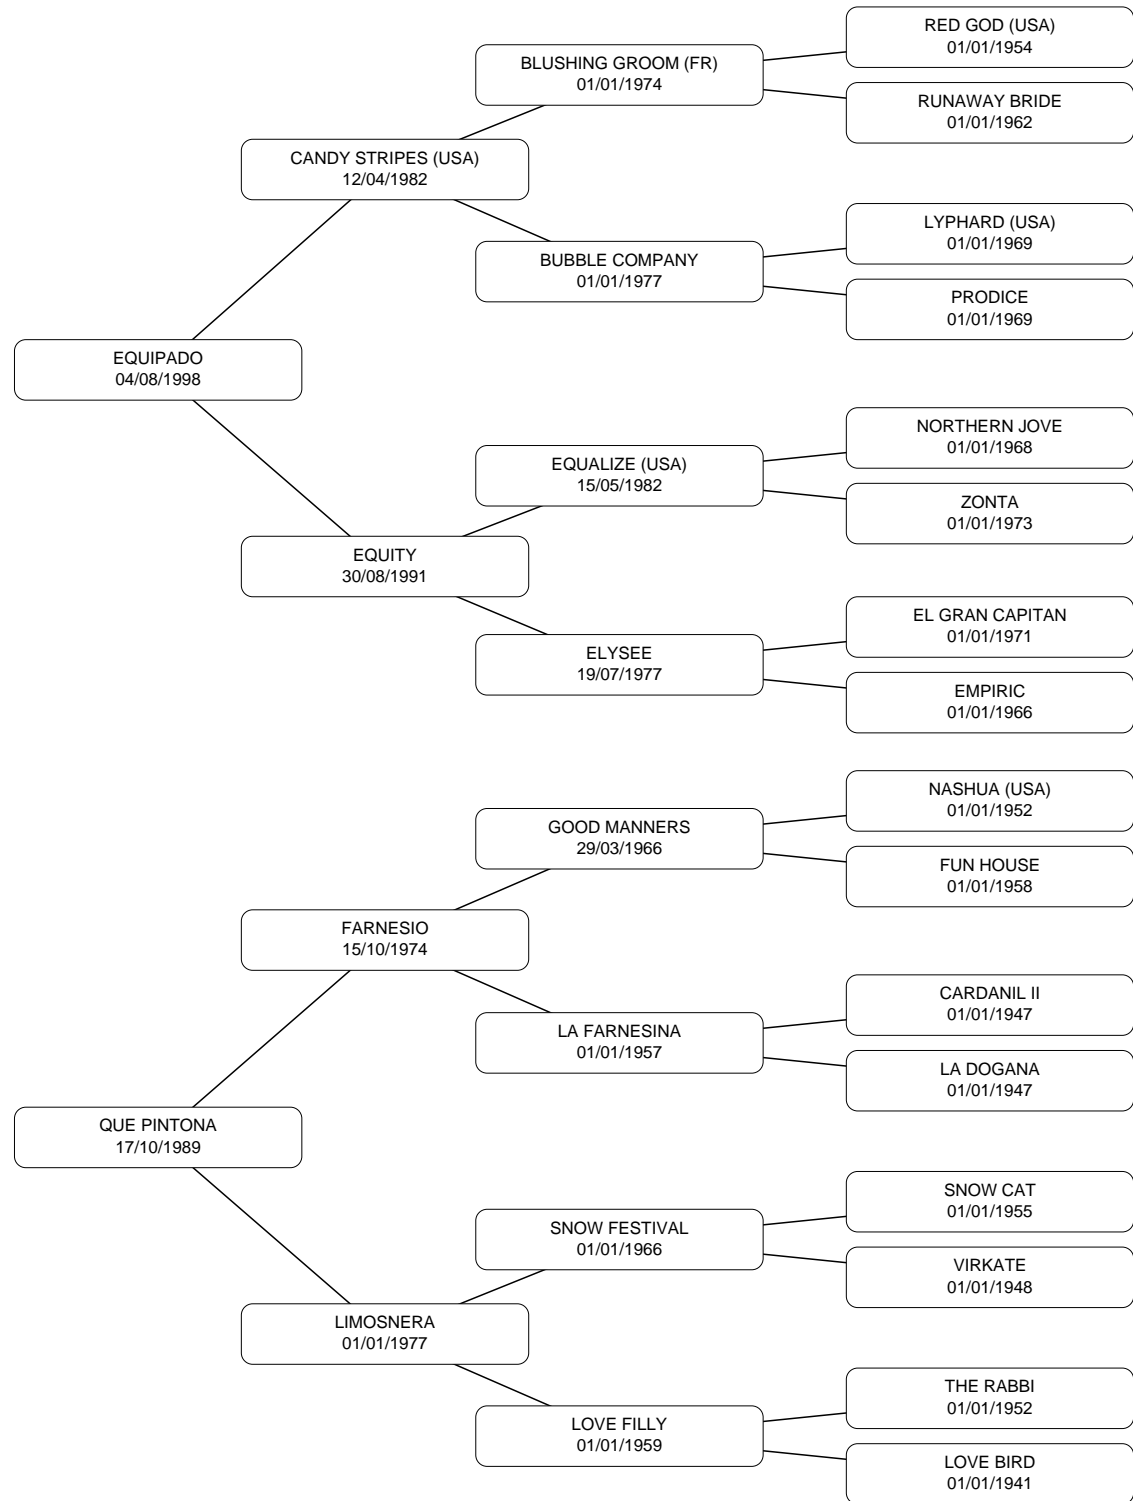 RED GOD (USA)
01/01/1954
BLUSHING GROOM (FR)
01/01/1974
RUNAWAY BRIDE
01/01/1962
CANDY STRIPES (USA)
12/04/1982
LYPHARD (USA)
01/01/1969
BUBBLE COMPANY
01/01/1977
PRODICE
01/01/1969
EQUIPADO
04/08/1998
NORTHERN JOVE
01/01/1968
EQUALIZE (USA)
15/05/1982
ZONTA
01/01/1973
EQUITY
30/08/1991
EL GRAN CAPITAN
01/01/1971
ELYSEE
19/07/1977
EMPIRIC
01/01/1966
NASHUA (USA)
01/01/1952
GOOD MANNERS
29/03/1966
FUN HOUSE
01/01/1958
FARNESIO
15/10/1974
CARDANIL II
01/01/1947
LA FARNESINA
01/01/1957
LA DOGANA
01/01/1947
QUE PINTONA
17/10/1989
SNOW CAT
01/01/1955
SNOW FESTIVAL
01/01/1966
VIRKATE
01/01/1948
LIMOSNERA
01/01/1977
THE RABBI
01/01/1952
LOVE FILLY
01/01/1959
LOVE BIRD
01/01/1941